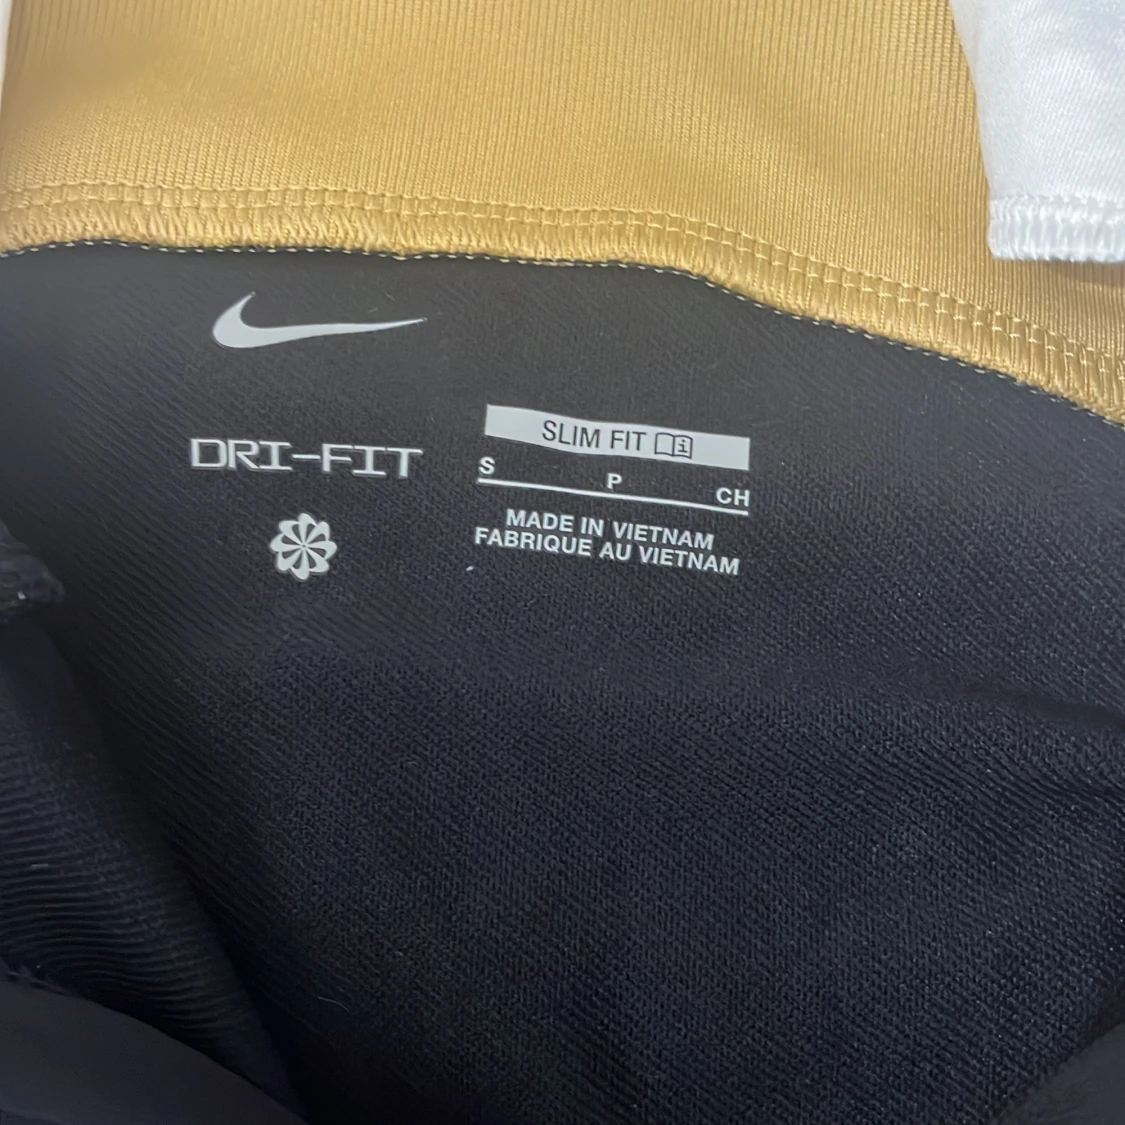 DRI-FIT
SLIM FIT
S P CH
MADE IN VIETNAM
FABRIQUE AU VIETNAM